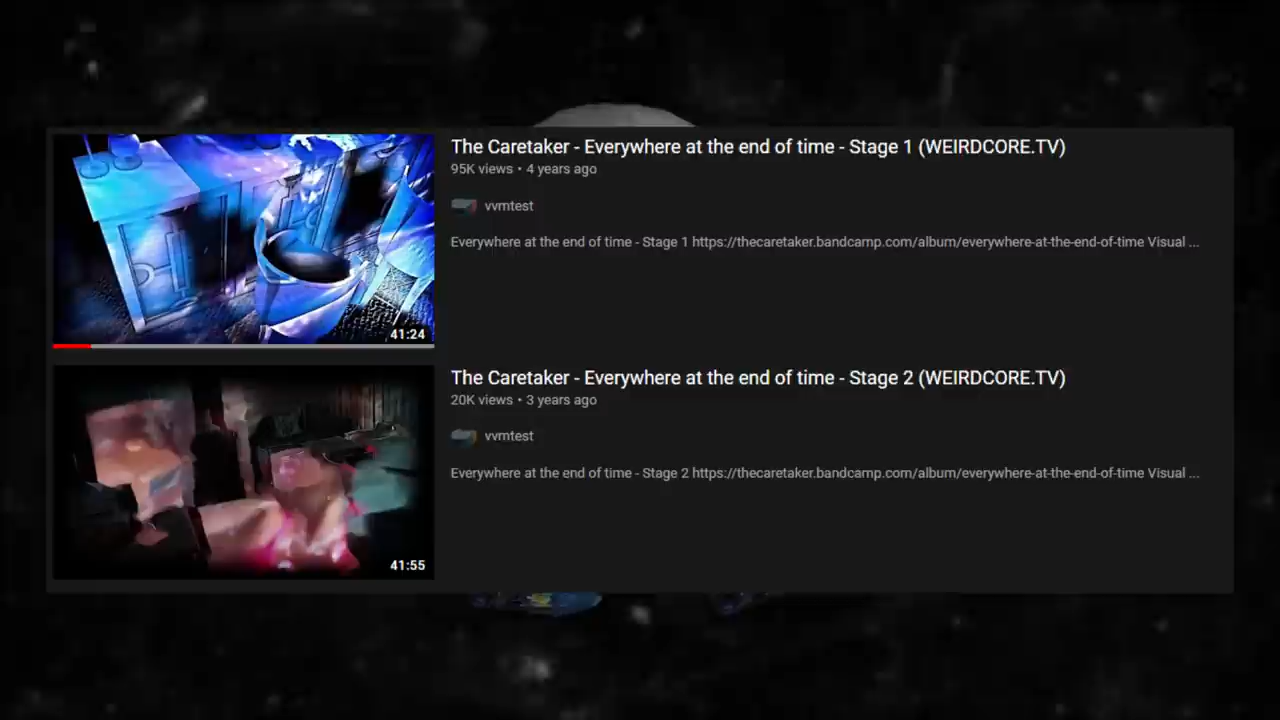 The Caretaker - Everywhere at the end of time - Stage 1 (WEIRDCORE.TV)
95K views • 4 years ago
vvmtest
Everywhere at the end of time - Stage 1 https://thecaretaker.bandcamp.com/album/everywhere-at-the-end-of-time Visual ...
41:24
The Caretaker - Everywhere at the end of time - Stage 2 (WEIRDCORE.TV)
20K views • 3 years ago
vvmtest
Everywhere at the end of time - Stage 2 https://thecaretaker.bandcamp.com/album/everywhere-at-the-end-of-time Visual ...
41:55